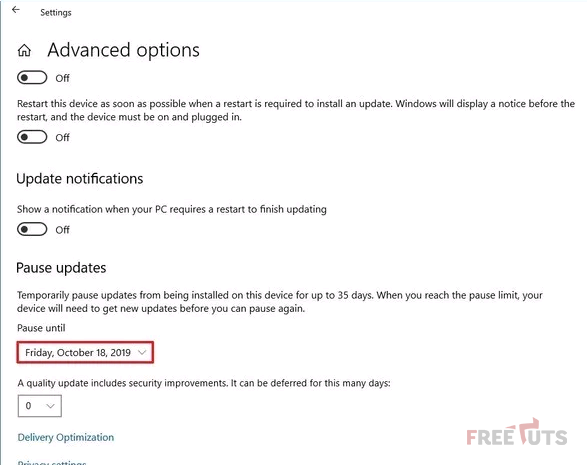 Settings
Advanced options
Off
Restart this device as soon as possible when a restart is required to install an update. Windows will display a notice before the
restart, and the device must be on and plugged in.
Off
Update notifications
Show a notification when your PC requires a restart to finish updating
Off
Pause updates
Temporarily pause updates from being installed on this device for up to 35 days. When you reach the pause limit, your
device will need to get new updates before you can pause again.
Pause until
Friday, October 18, 2019
A quality update includes security improvements. It can be deferred for this many days:
0
Delivery Optimization
FREETUTS
Privacy settings